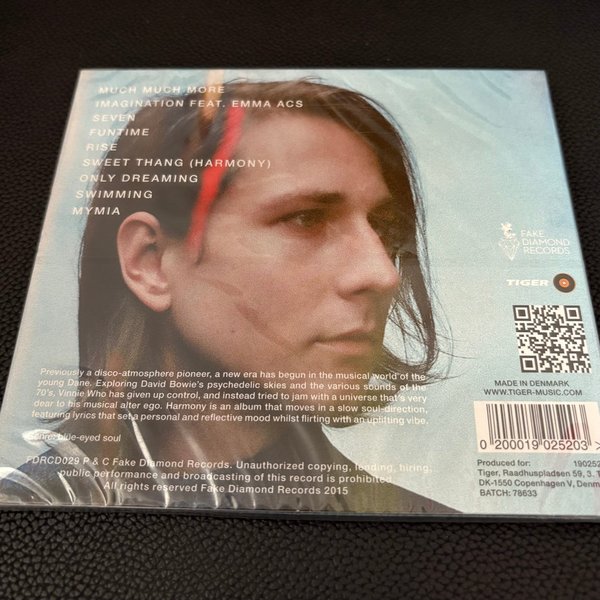 MUCH MUCH MORE
IMAGINATION FEAT. EMMA ACS
SEVEN
FUNTIME
RISE
SWEET THANG (HARMONY)
ONLY DREAMING
SWIMMING
MYMIA
FAKE
DIAMOND
RECORDS
TIGER
MADE IN DENMARK
WWW.TIGER-MUSIC.COM
Previously a disco-atmosphere pioneer, a new era has begun in the musical world of the
young Dane. Exploring David Bowie's psychedelic skies and the various sounds of the
70's, Vinnie Who has given up control, and instead tried to jam with a universe that's very
dear to his musical alter ego. Harmony is an album that moves in a slow soul-direction,
featuring lyrics that set a personal and reflective mood whilst flirting with an uplifting vibe.
Genre: blue-eyed soul
FDRCD029 P & C Fake Diamond Records. Unauthorized copying, lending, hiring,
public performance and broadcasting of this record is prohibited.
All rights reserved Fake Diamond Records 2015
0 200019 025203 >
Produced for: 190252
Tiger, Raadhuspladsen 59, 3.
DK-1550 Copenhagen V, Denm
BATCH: 78633